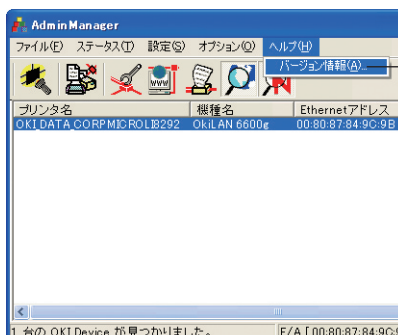 AdminManager
ファイル(F) ステータス(T) 設定(S) オプション(O) ヘルプ(H)
バージョン情報(A)...
プリンタ名 機種名 Ethernetアドレス
OKI_DATA_CORPMICROLI8292 OkiLAN 6600e 00:80:87:84:9C:9B
1 台の OKI Device が見つかりました。 E/A [ 00:80:87:84:9C:9